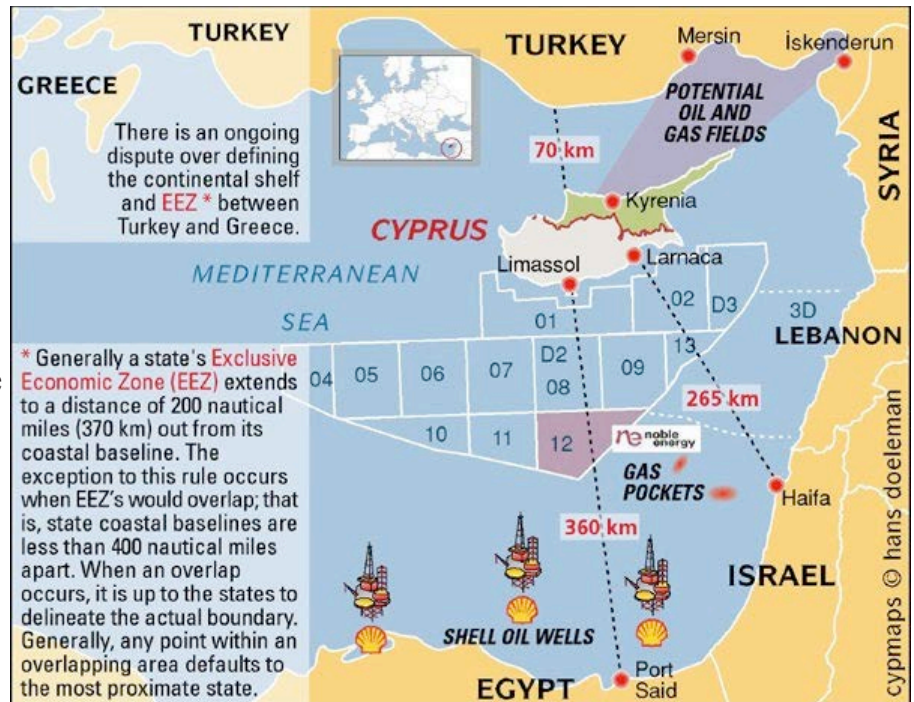 TURKEY
TURKEY
Mersin
İskenderun
GREECE
POTENTIAL
OIL AND
GAS FIELDS
There is an ongoing
dispute over defining
the continental shelf
and EEZ * between
Turkey and Greece.
70 km
SYRIA
Kyrenia
CYPRUS
Limassol
Larnaca
MEDITERRANEAN
SEA
01
02
D3
3D
LEBANON
13
* Generally a state's Exclusive
Economic Zone (EEZ) extends
to a distance of 200 nautical
miles (370 km) out from its
coastal baseline. The
exception to this rule occurs
when EEZ's would overlap; that
is, state coastal baselines are
less than 400 nautical miles
apart. When an overlap
occurs, it is up to the states to
delineate the actual boundary.
Generally, any point within an
overlapping area defaults to
the most proximate state.
04
05
06
07
D2
08
09
265 km
10
11
12
ne noble
energy
GAS
POCKETS
Haifa
360 km
ISRAEL
SHELL OIL WELLS
EGYPT
Port
Said
cypmaps © hans doeleman